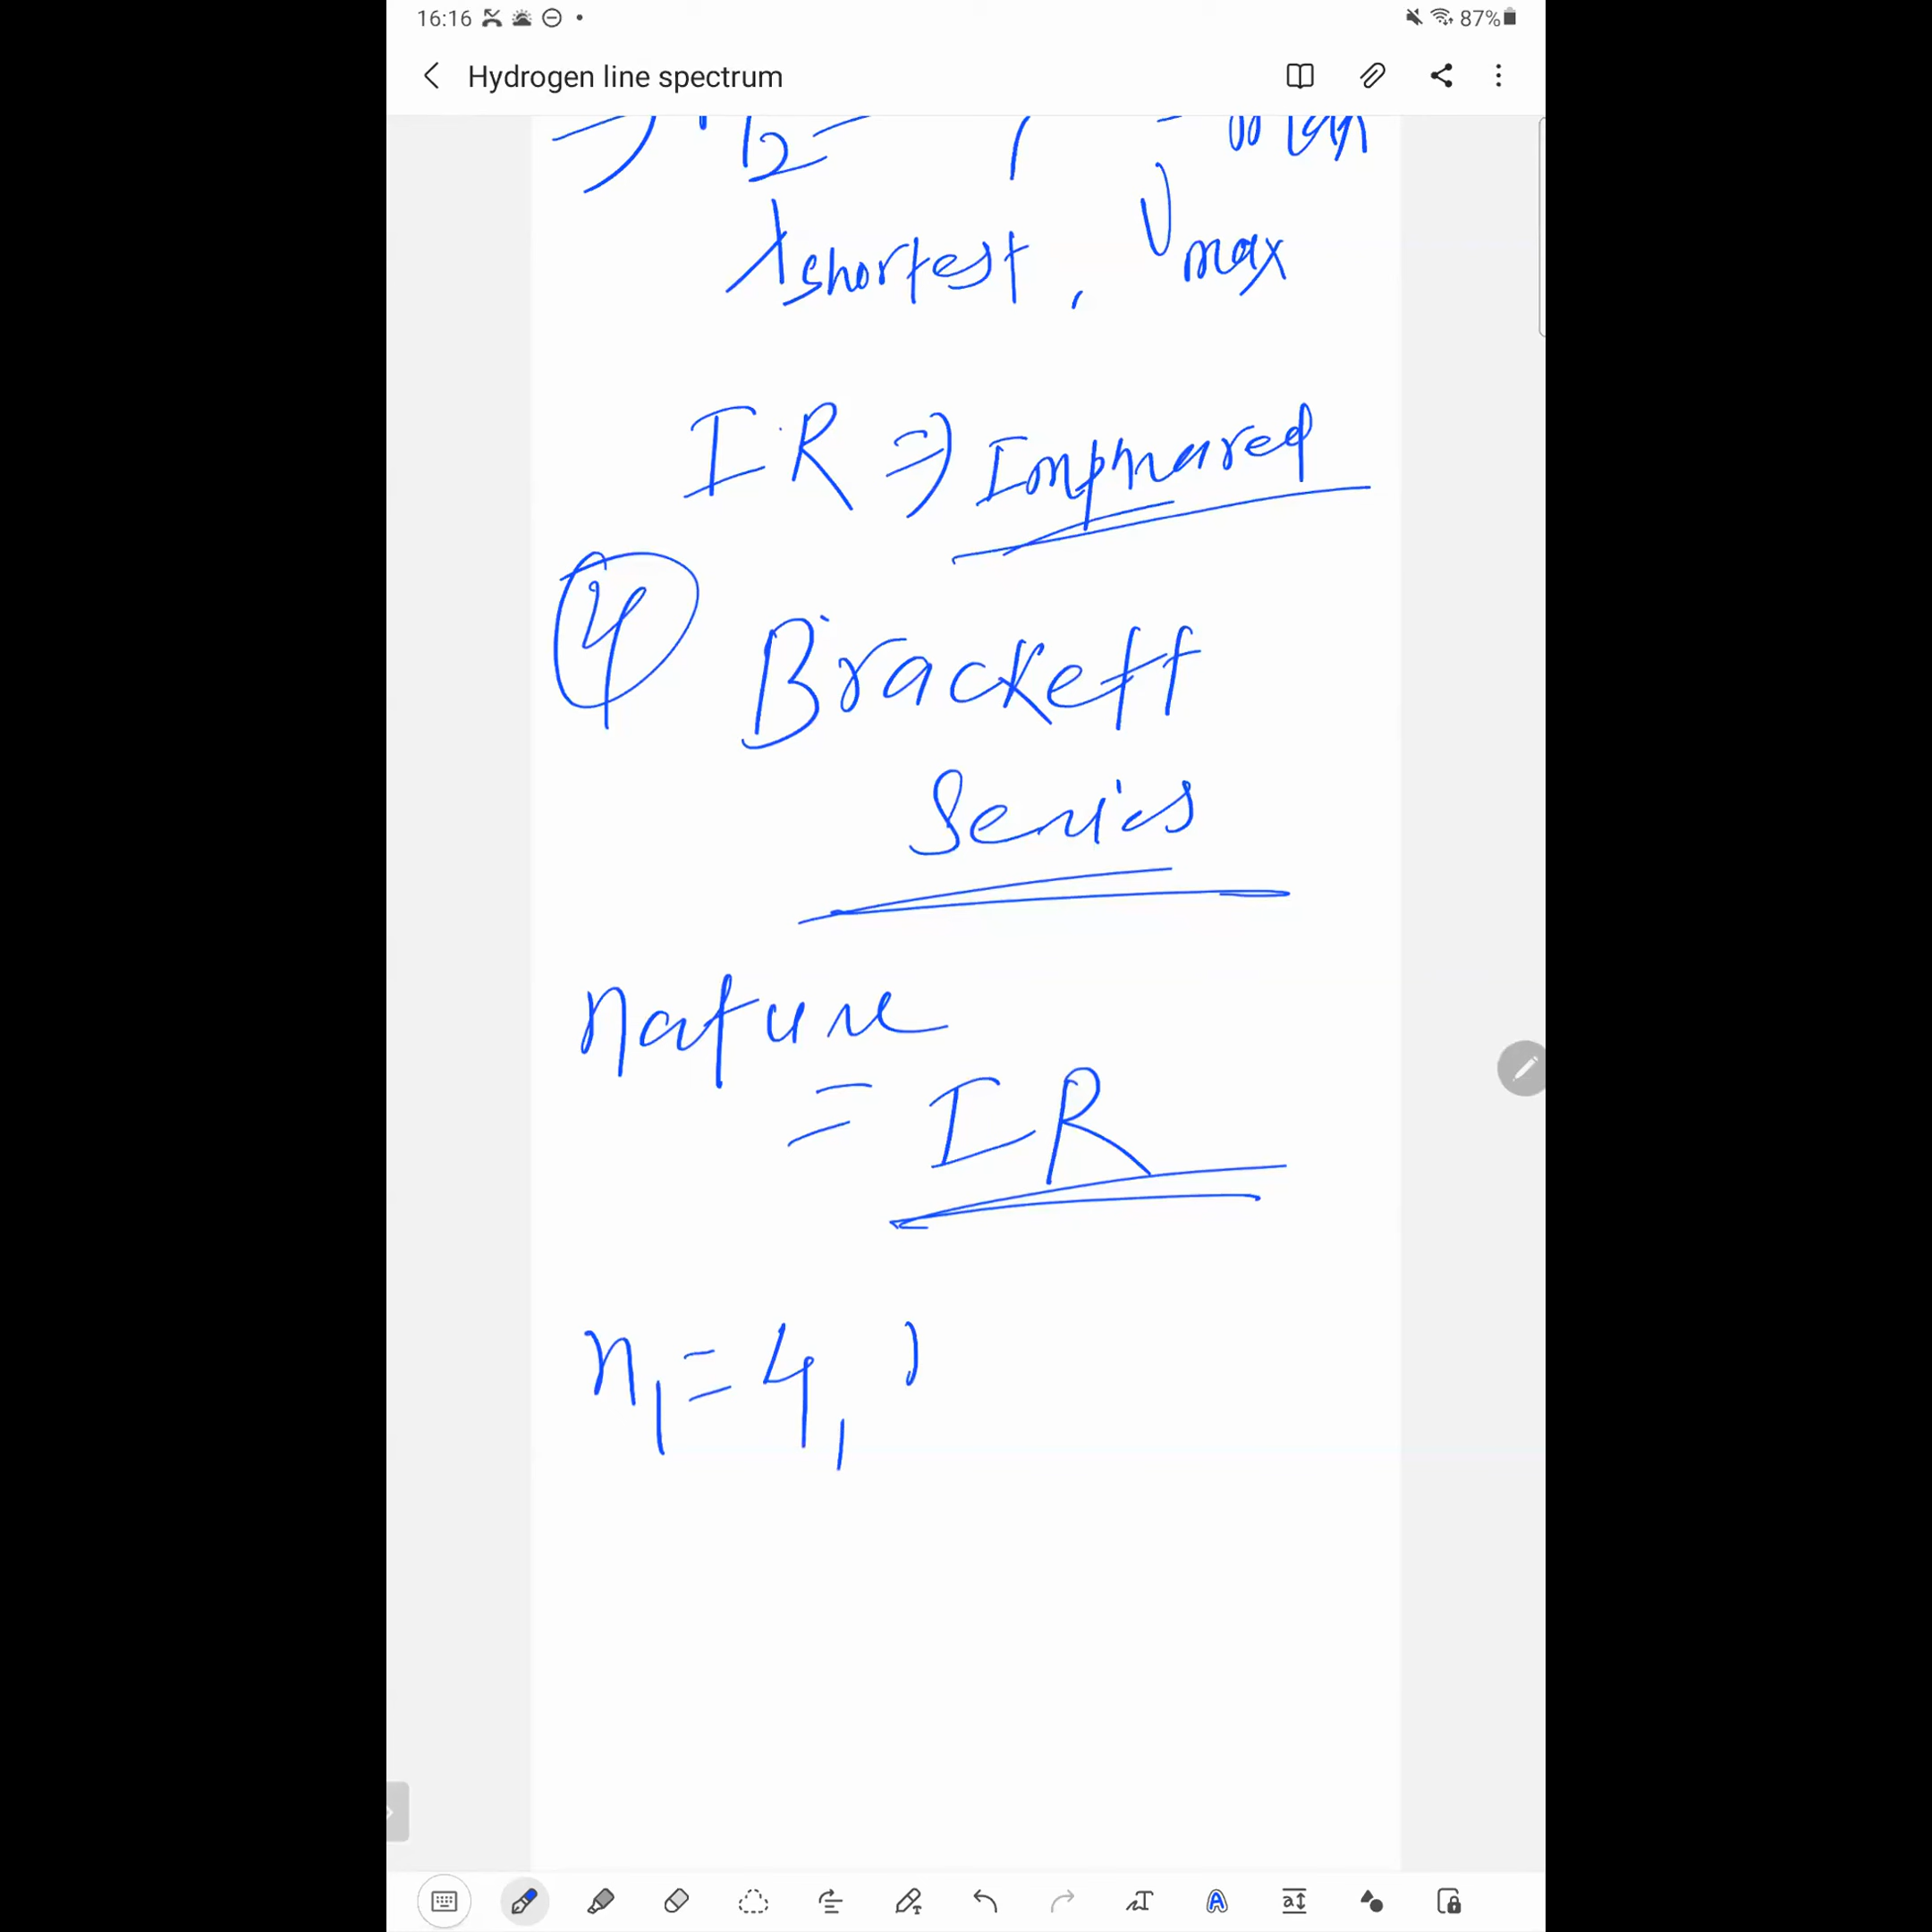 16:16 87%
Hydrogen line spectrum
λshortest, νmax
IR ⇒ Infrared
4 Brackett
Series
nature
= IR
n₁ = 4,